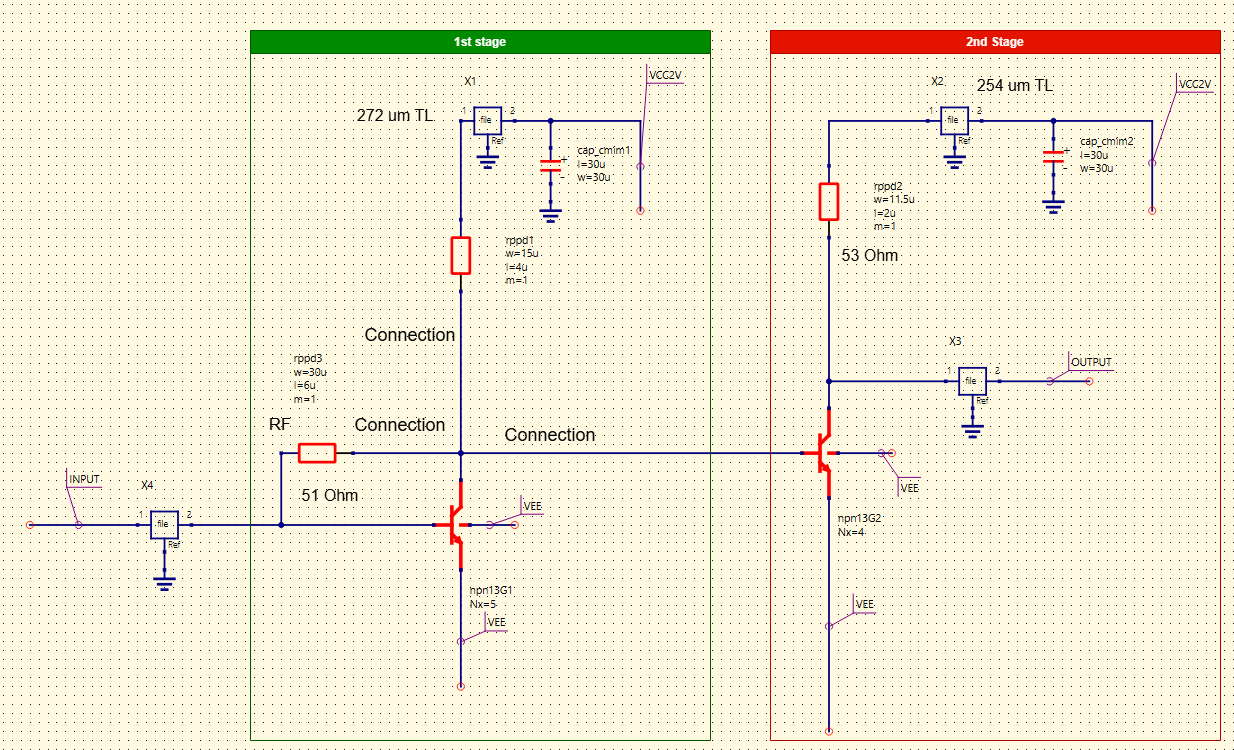 1st stage
2nd Stage
X1
272 um TL
1
2
file
Ref
VCC2V
cap_cmim1
l=30u
w=30u
+
-
rppd1
w=15u
l=4u
m=1
Connection
rppd3
w=30u
l=6u
m=1
RF
Connection
Connection
51 Ohm
INPUT
X4
1
2
file
Ref
VEE
npn13G1
Nx=5
VEE
X2
254 um TL
1
2
file
Ref
VCC2V
cap_cmim2
l=30u
w=30u
+
-
rppd2
w=11.5u
l=2u
m=1
53 Ohm
X3
1
2
file
Ref
OUTPUT
VEE
npn13G2
Nx=4
VEE